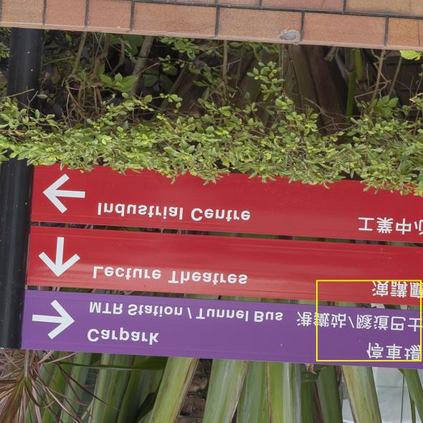 Carpark 停車場
MTR Station / Tunnel Bus 港鐵站/隧道巴士
Lecture Theatres 演講廳
Industrial Centre 工業中心